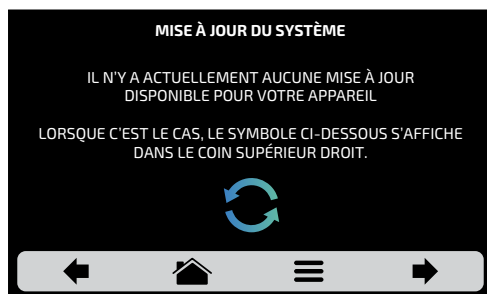 MISE À JOUR DU SYSTÈME
IL N'Y A ACTUELLEMENT AUCUNE MISE À JOUR
DISPONIBLE POUR VOTRE APPAREIL
LORSQUE C'EST LE CAS, LE SYMBOLE CI-DESSOUS S'AFFICHE
DANS LE COIN SUPÉRIEUR DROIT.